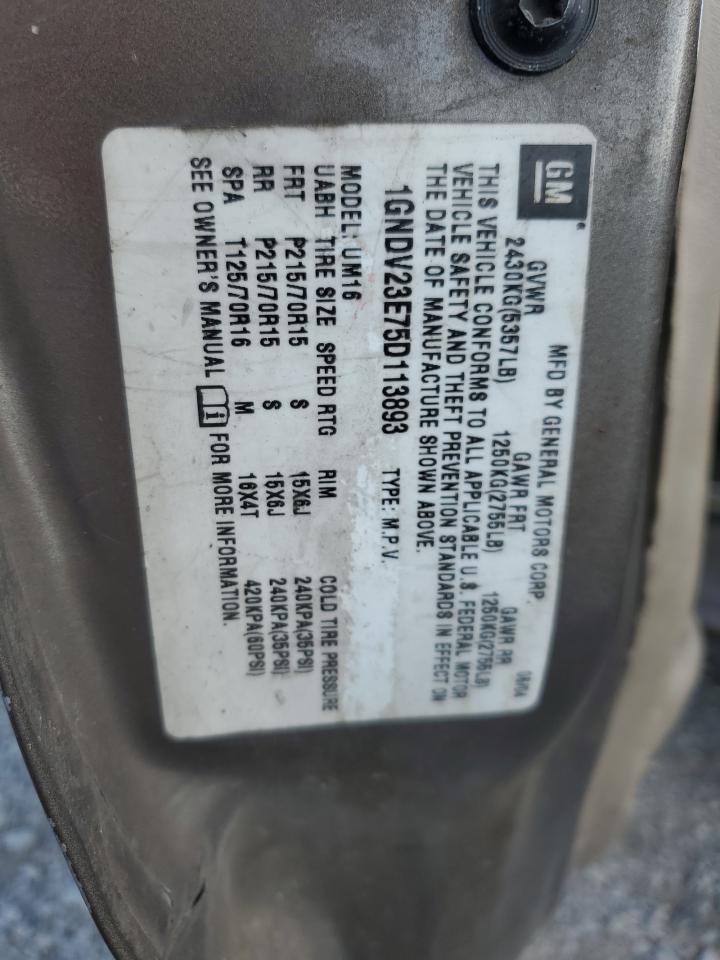 GM
MFD BY GENERAL MOTORS CORP. 08/04
GVWR GAWR FRT GAWR RR
2430KG(5357LB) 1250KG(2755LB) 1250KG(2755LB)
THIS VEHICLE CONFORMS TO ALL APPLICABLE U.S. FEDERAL MOTOR
VEHICLE SAFETY AND THEFT PREVENTION STANDARDS IN EFFECT ON
THE DATE OF MANUFACTURE SHOWN ABOVE.
1GNDV23E75D113893 TYPE: M.P.V.
MODEL: UM16
UABH TIRE SIZE SPEED RTG RIM COLD TIRE PRESSURE
FRT P215/70R15 S 15X6J 240KPA(35PSI)
RR P215/70R15 S 15X6J 240KPA(35PSI)
SPA T125/70R16 M 16X4T 420KPA(60PSI)
SEE OWNER'S MANUAL FOR MORE INFORMATION.